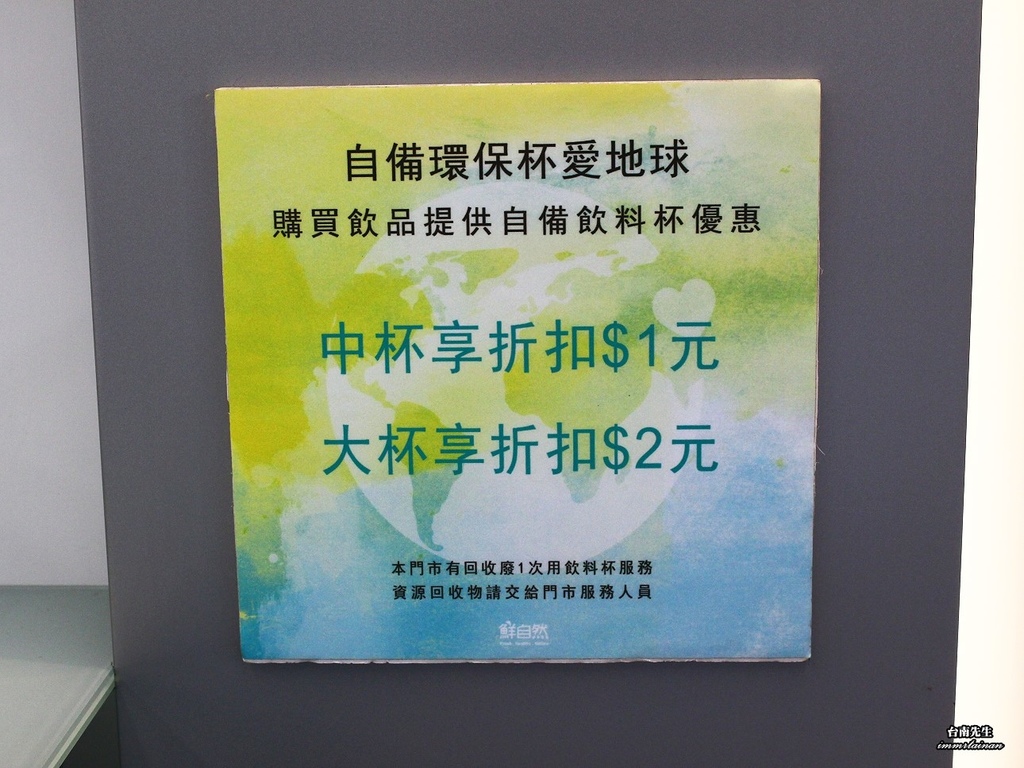 自備環保杯愛地球
購買飲品提供自備飲料杯優惠
中杯享折扣$1元
大杯享折扣$2元
本門市有回收廢1次用飲料杯服務
資源回收物請交給門市服務人員
鮮自然
台南先生
immrtainan